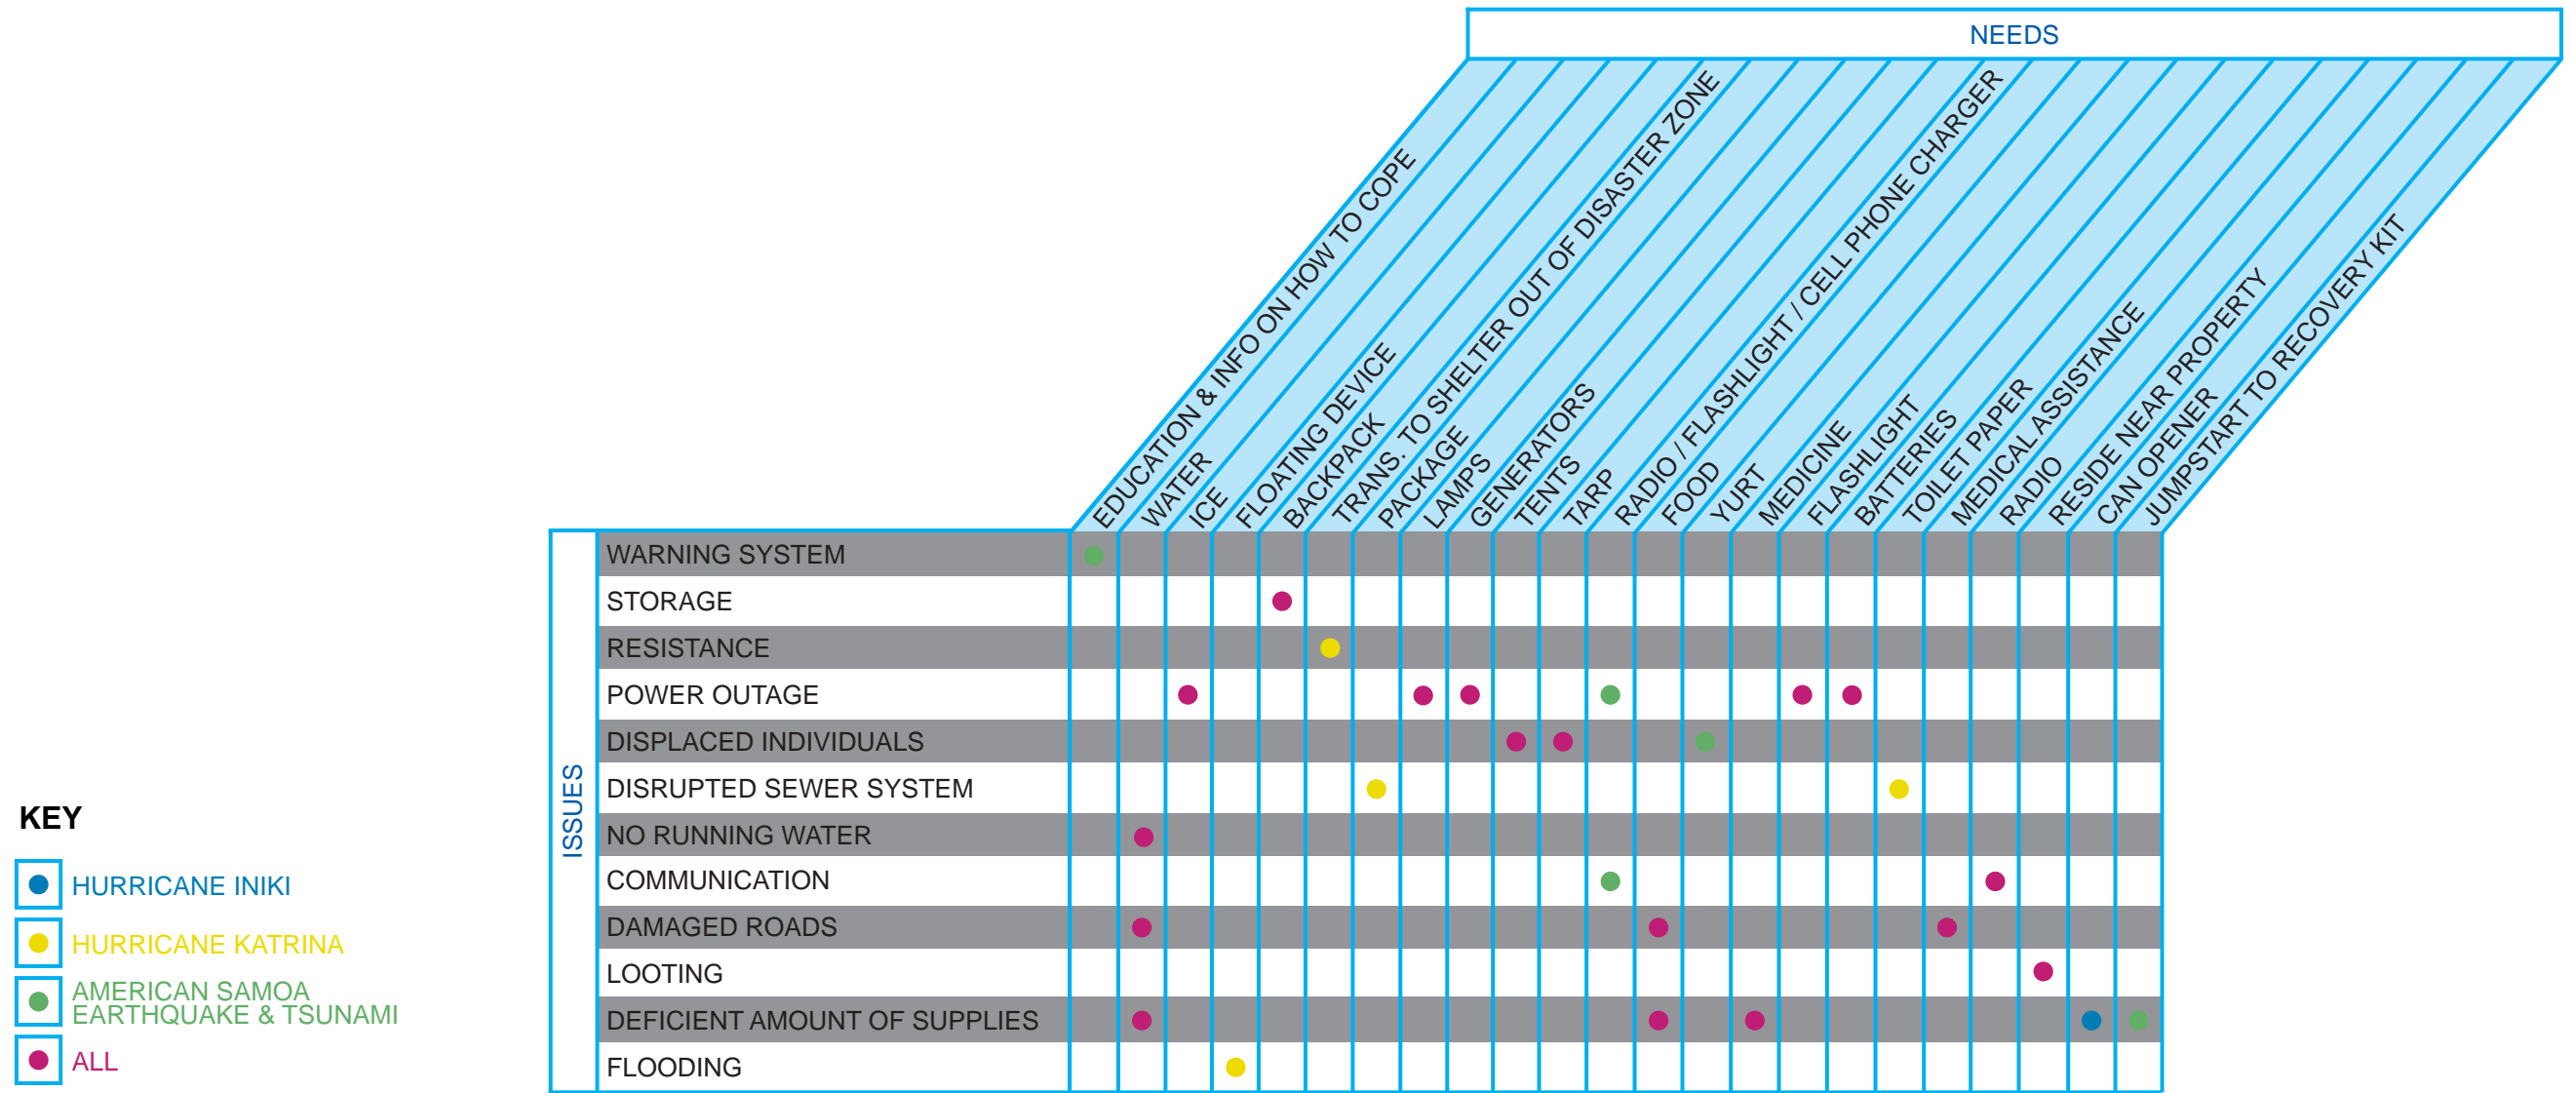 NEEDS
EDUCATION & INFO ON HOW TO COPE
WATER
ICE
FLOATING DEVICE
BACKPACK
TRANS. TO SHELTER OUT OF DISASTER ZONE
PACKAGE
LAMPS
GENERATORS
TENTS
TARP
RADIO / FLASHLIGHT / CELL PHONE CHARGER
FOOD
YURT
MEDICINE
FLASHLIGHT
BATTERIES
TOILET PAPER
MEDICAL ASSISTANCE
RADIO
RESIDE NEAR PROPERTY
CAN OPENER
JUMPSTART TO RECOVERY KIT
ISSUES
WARNING SYSTEM
STORAGE
RESISTANCE
POWER OUTAGE
DISPLACED INDIVIDUALS
DISRUPTED SEWER SYSTEM
NO RUNNING WATER
COMMUNICATION
DAMAGED ROADS
LOOTING
DEFICIENT AMOUNT OF SUPPLIES
FLOODING
KEY
HURRICANE INIKI
HURRICANE KATRINA
AMERICAN SAMOA
EARTHQUAKE & TSUNAMI
ALL